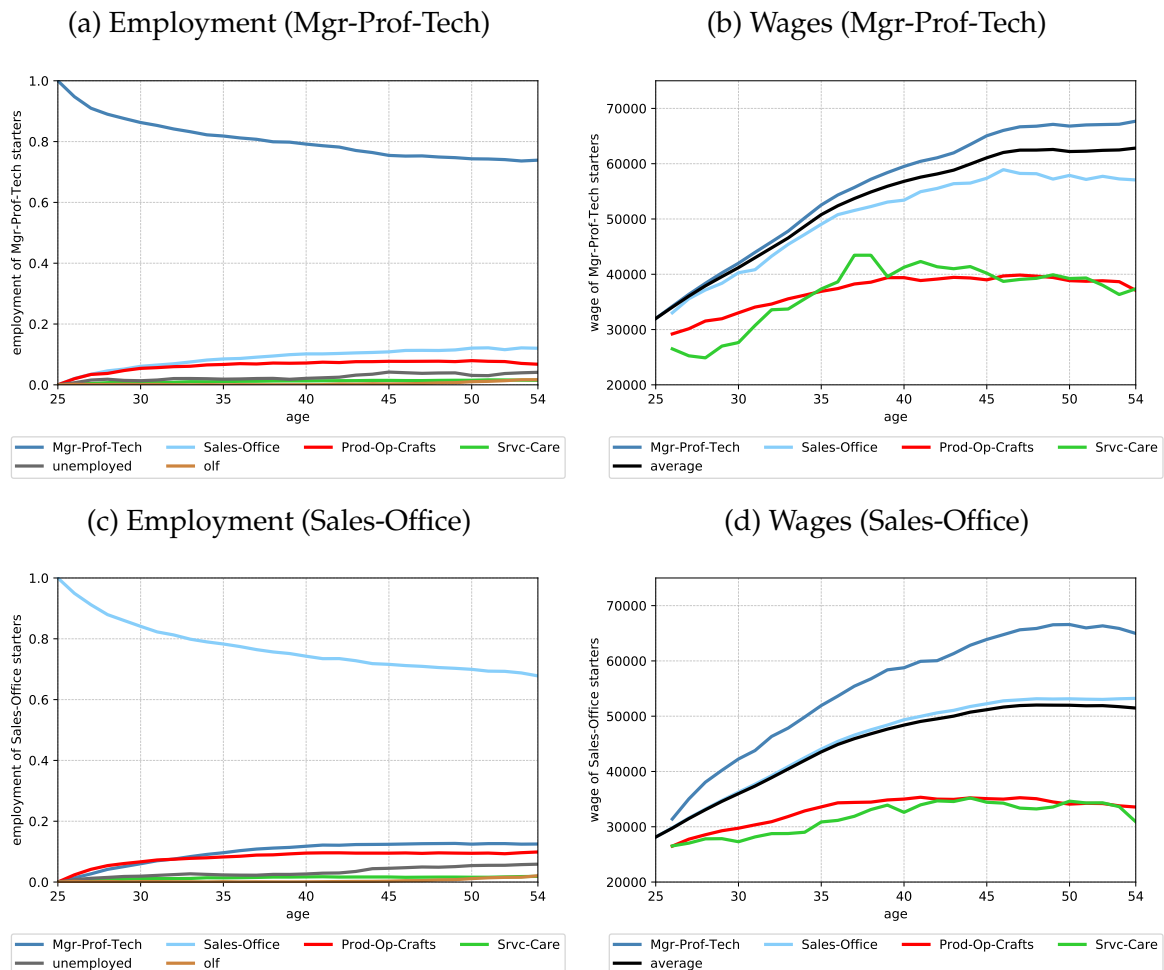 (a) Employment (Mgr-Prof-Tech)
1.0
0.8
0.6
0.4
0.2
0.0
employment of Mgr-Prof-Tech starters
25 30 35 40 45 50 54
age
Mgr-Prof-Tech Sales-Office Prod-Op-Crafts Srvc-Care
unemployed olf
(b) Wages (Mgr-Prof-Tech)
70000
60000
50000
40000
30000
20000
wage of Mgr-Prof-Tech starters
25 30 35 40 45 50 54
age
Mgr-Prof-Tech Sales-Office Prod-Op-Crafts Srvc-Care
average
(c) Employment (Sales-Office)
1.0
0.8
0.6
0.4
0.2
0.0
employment of Sales-Office starters
25 30 35 40 45 50 54
age
Mgr-Prof-Tech Sales-Office Prod-Op-Crafts Srvc-Care
unemployed olf
(d) Wages (Sales-Office)
70000
60000
50000
40000
30000
20000
wage of Sales-Office starters
25 30 35 40 45 50 54
age
Mgr-Prof-Tech Sales-Office Prod-Op-Crafts Srvc-Care
average